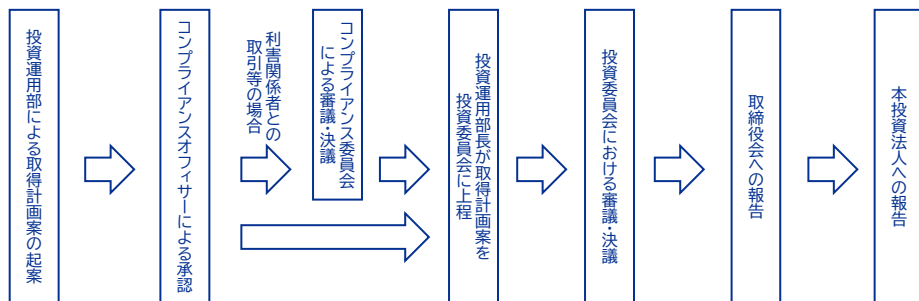 投資運用部による取得計画案の起案
コンプライアンスオフィサーによる承認
利害関係者との
取引等の場合
コンプライアンス委員会
による審議・決議
投資運用部長が取得計画案を
投資委員会に上程
投資委員会における審議・決議
取締役会への報告
本投資法人への報告